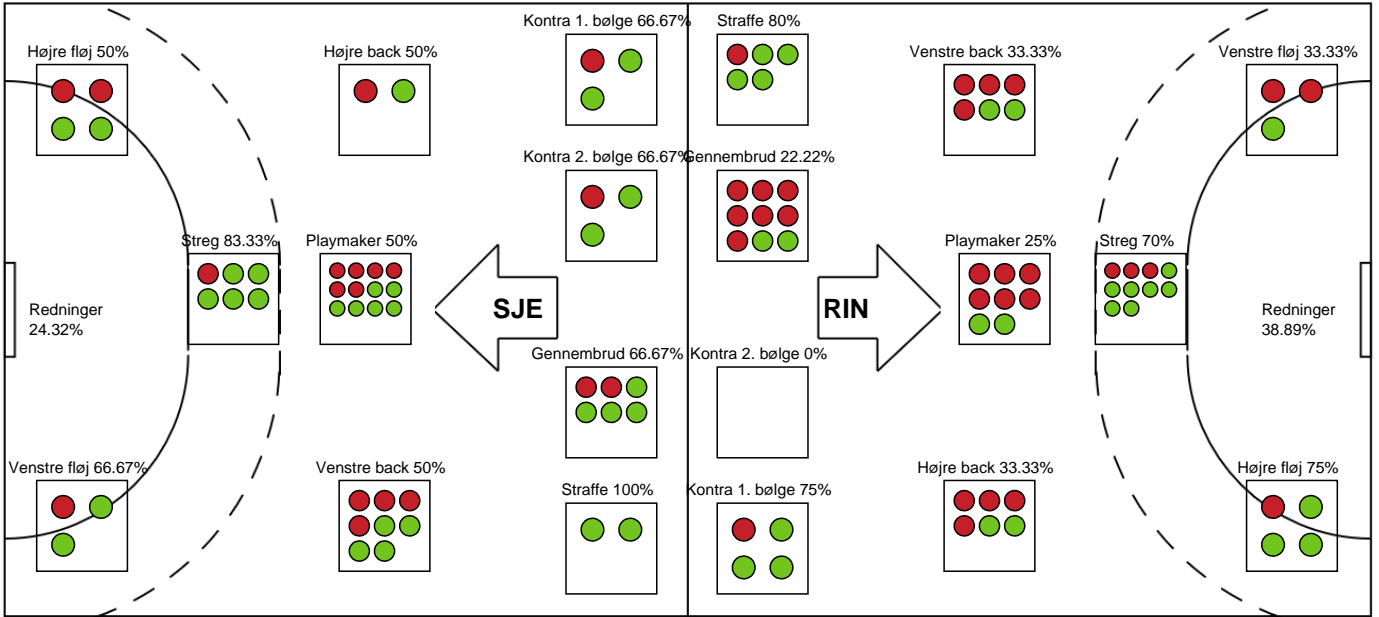 Kontra 1. bølge 66.67%
Straffe 80%
Højre fløj 50%
Højre back 50%
Venstre back 33.33%
Venstre fløj 33.33%
Kontra 2. bølge 66.67%
Gennembrud 22.22%
Streg 83.33%
Playmaker 50%
Playmaker 25%
Streg 70%
SJE
RIN
Redninger
24.32%
Redninger
38.89%
Gennembrud 66.67%
Kontra 2. bølge 0%
Venstre fløj 66.67%
Venstre back 50%
Straffe 100%
Kontra 1. bølge 75%
Højre back 33.33%
Højre fløj 75%